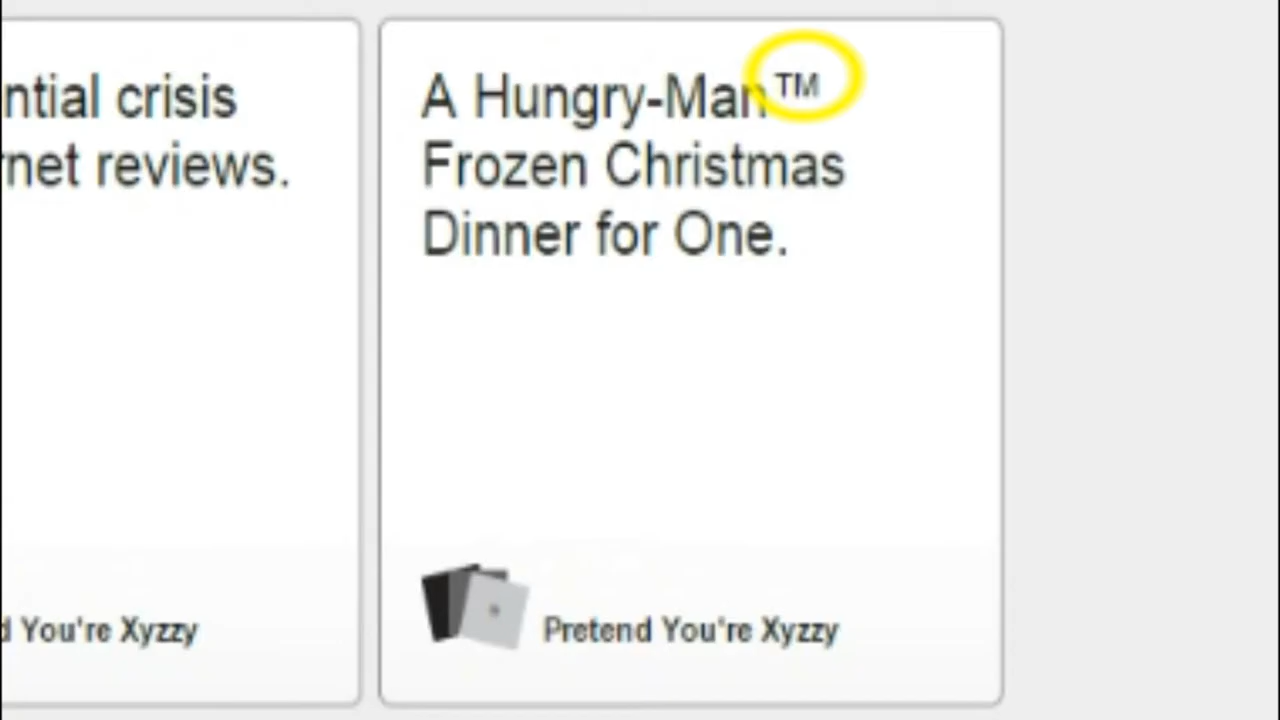 ntial crisis
rnet reviews.
d You're Xyzzy
A Hungry-Man™
Frozen Christmas
Dinner for One.
Pretend You're Xyzzy